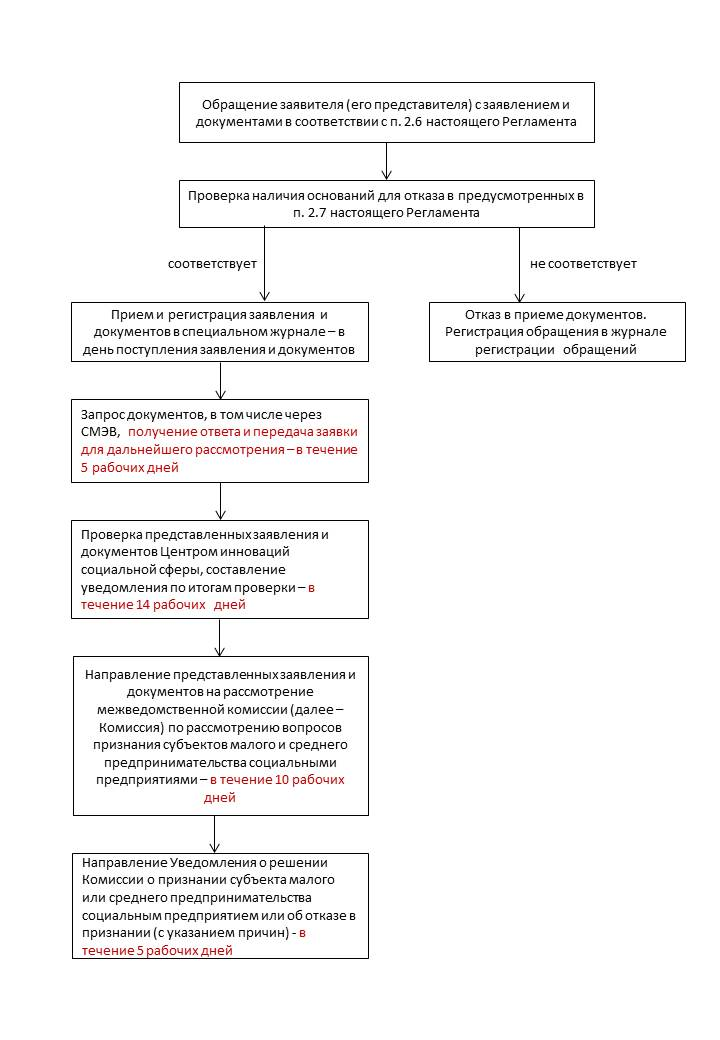 Обращение заявителя (его представителя) с заявлением и
документами в соответствии с п. 2.6 настоящего Регламента
Проверка наличия оснований для отказа в предусмотренных в
п. 2.7 настоящего Регламента
соответствует
не соответствует
Прием и регистрация заявления и
документов в специальном журнале – в
день поступления заявления и документов
Отказ в приеме документов.
Регистрация обращения в журнале
регистрации обращений
Запрос документов, в том числе через
СМЭВ, получение ответа и передача заявки
для дальнейшего рассмотрения – в течение
5 рабочих дней
Проверка представленных заявления и
документов Центром инноваций
социальной сферы, составление
уведомления по итогам проверки – в
течение 14 рабочих дней
Направление представленных заявления и
документов на рассмотрение
межведомственной комиссии (далее –
Комиссия) по рассмотрению вопросов
признания субъектов малого и среднего
предпринимательства социальными
предприятиями – в течение 10 рабочих
дней
Направление Уведомления о решении
Комиссии о признании субъекта малого
или среднего предпринимательства
социальным предприятием или об отказе в
признании (с указанием причин) - в
течение 5 рабочих дней